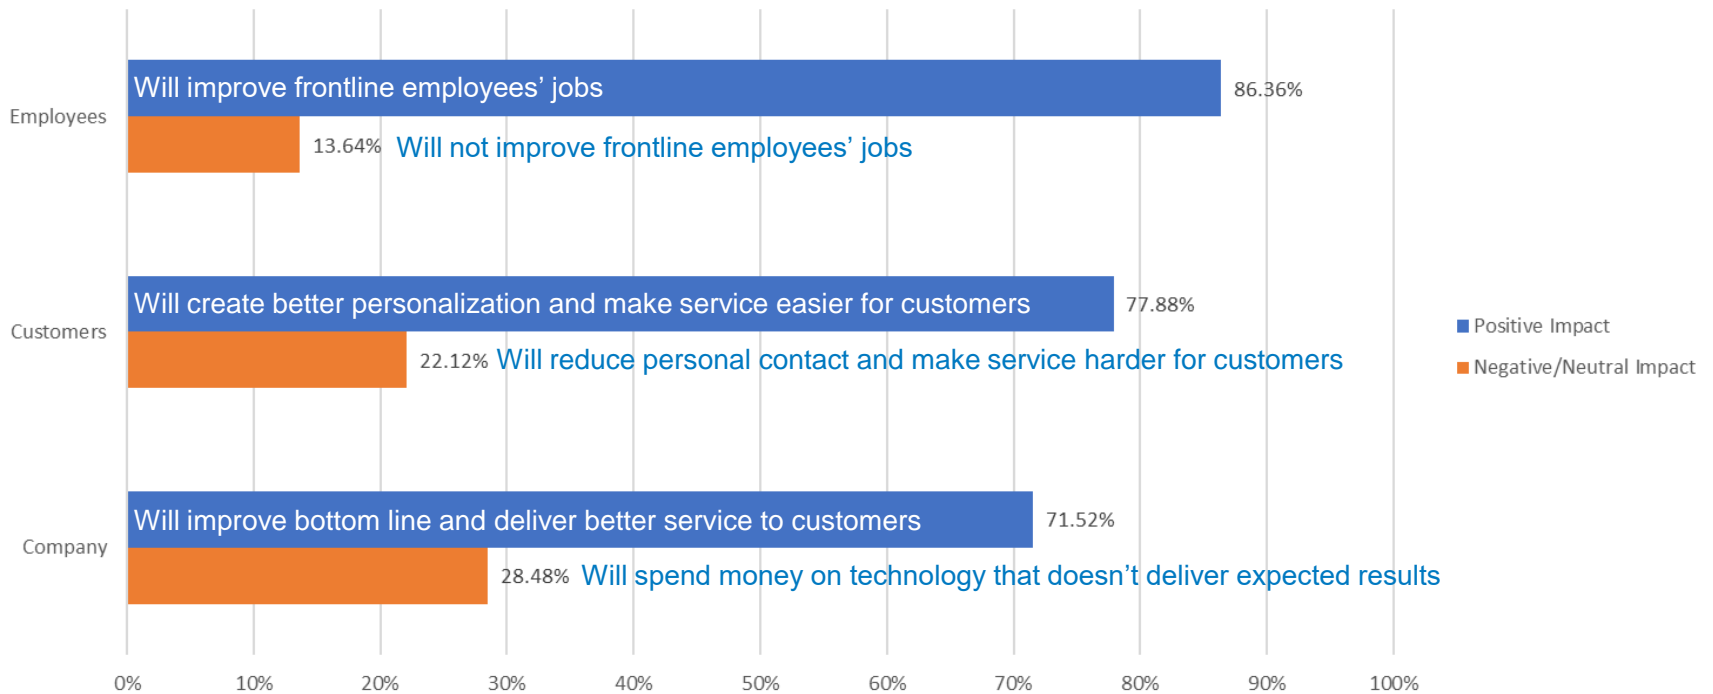 Employees
Will improve frontline employees’ jobs
86.36%
13.64%
Will not improve frontline employees’ jobs
Customers
Will create better personalization and make service easier for customers
77.88%
22.12%
Will reduce personal contact and make service harder for customers
Company
Will improve bottom line and deliver better service to customers
71.52%
28.48%
Will spend money on technology that doesn’t deliver expected results
Positive Impact
Negative/Neutral Impact
0% 10% 20% 30% 40% 50% 60% 70% 80% 90% 100%